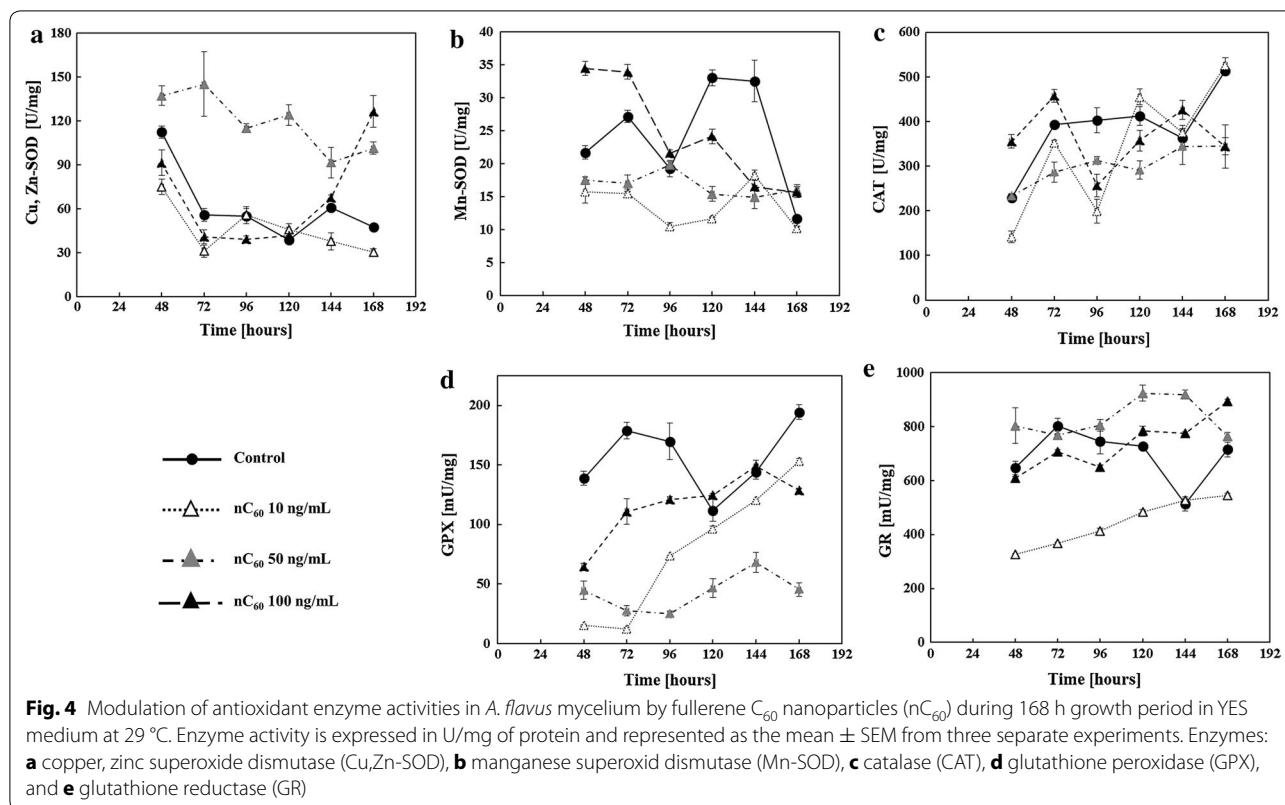 a
Cu, Zn-SOD [U/mg]
180
150
120
90
60
30
0
0 24 48 72 96 120 144 168 192
Time [hours]
b
Mn-SOD [U/mg]
40
35
30
25
20
15
10
5
0
0 24 48 72 96 120 144 168 192
Time [hours]
c
CAT [U/mg]
600
500
400
300
200
100
0
0 24 48 72 96 120 144 168 192
Time [hours]
Control
nC₆₀ 10 ng/mL
nC₆₀ 50 ng/mL
nC₆₀ 100 ng/mL
d
GPX [mU/mg]
200
150
100
50
0
0 24 48 72 96 120 144 168 192
Time [hours]
e
GR [mU/mg]
1000
800
600
400
200
0
0 24 48 72 96 120 144 168 192
Time [hours]
Fig. 4 Modulation of antioxidant enzyme activities in A. flavus mycelium by fullerene C₆₀ nanoparticles (nC₆₀) during 168 h growth period in YES
medium at 29 °C. Enzyme activity is expressed in U/mg of protein and represented as the mean ± SEM from three separate experiments. Enzymes:
a copper, zinc superoxide dismutase (Cu,Zn-SOD), b manganese superoxid dismutase (Mn-SOD), c catalase (CAT), d glutathione peroxidase (GPX),
and e glutathione reductase (GR)